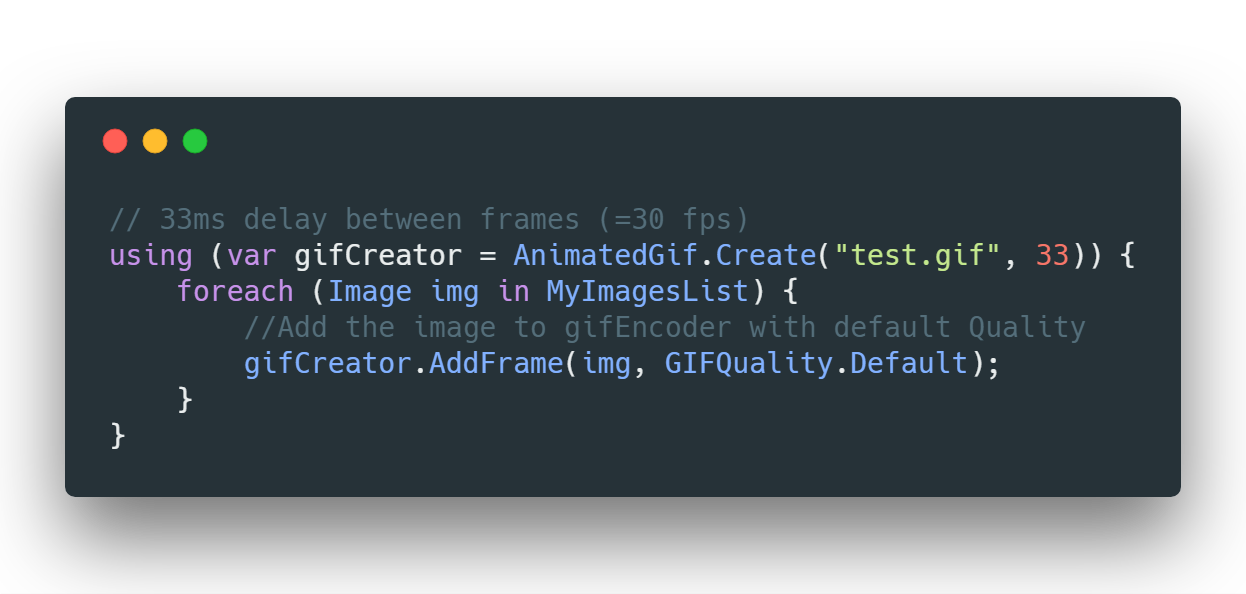 // 33ms delay between frames (=30 fps)
using (var gifCreator = AnimatedGif.Create("test.gif", 33)) {
    foreach (Image img in MyImagesList) {
        //Add the image to gifEncoder with default Quality
        gifCreator.AddFrame(img, GIFQuality.Default);
    }
}